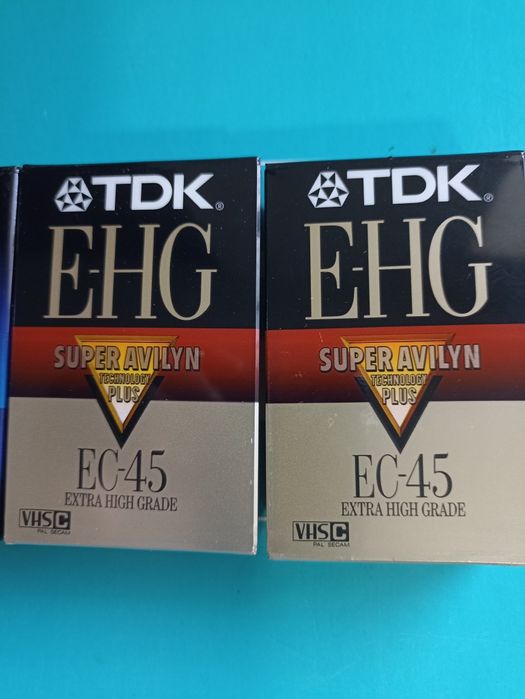 TDK®
E-HG
SUPER AVILYN
TECHNOLOGY
PLUS
EC-45
EXTRA HIGH GRADE
VHS C
PAL SECAM
TDK®
E-HG
SUPER AVILYN
TECHNOLOGY
PLUS
EC-45
EXTRA HIGH GRADE
VHS C
PAL SECAM